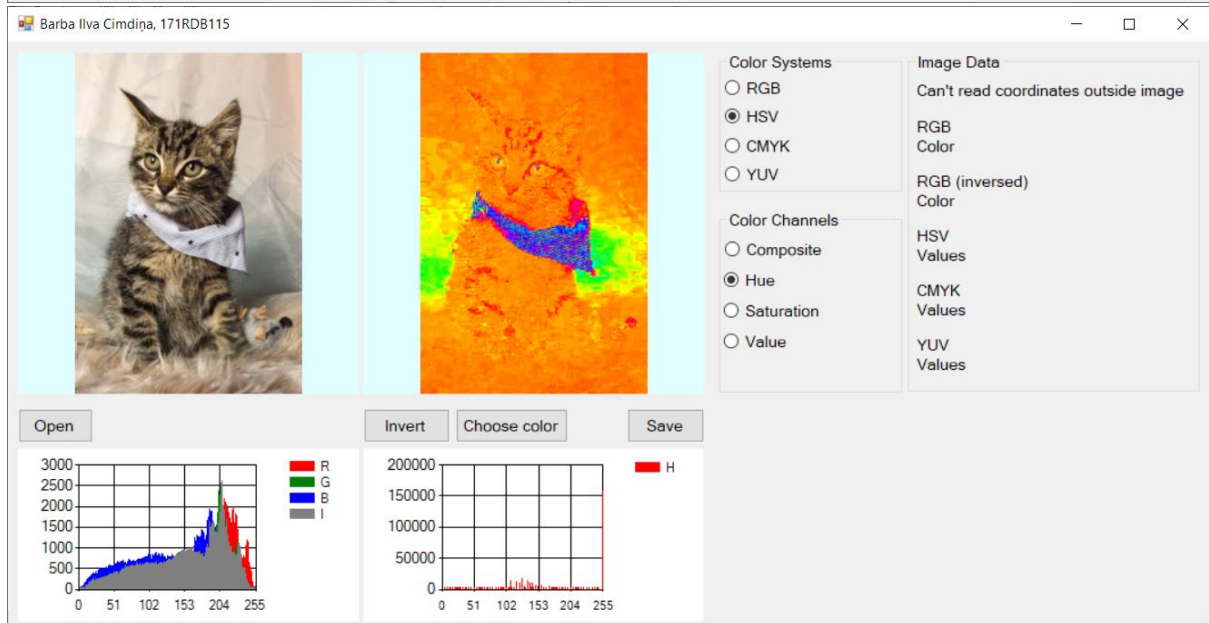 Barba Ilva Cimdiņa, 171RDB115
Color Systems
RGB
HSV
CMYK
YUV
Color Channels
Composite
Hue
Saturation
Value
Image Data
Can't read coordinates outside image
RGB
Color
RGB (inversed)
Color
HSV
Values
CMYK
Values
YUV
Values
Open
Invert
Choose color
Save
3000
2500
2000
1500
1000
500
0
0 51 102 153 204 255
R
G
B
I
200000
150000
100000
50000
0
0 51 102 153 204 255
H